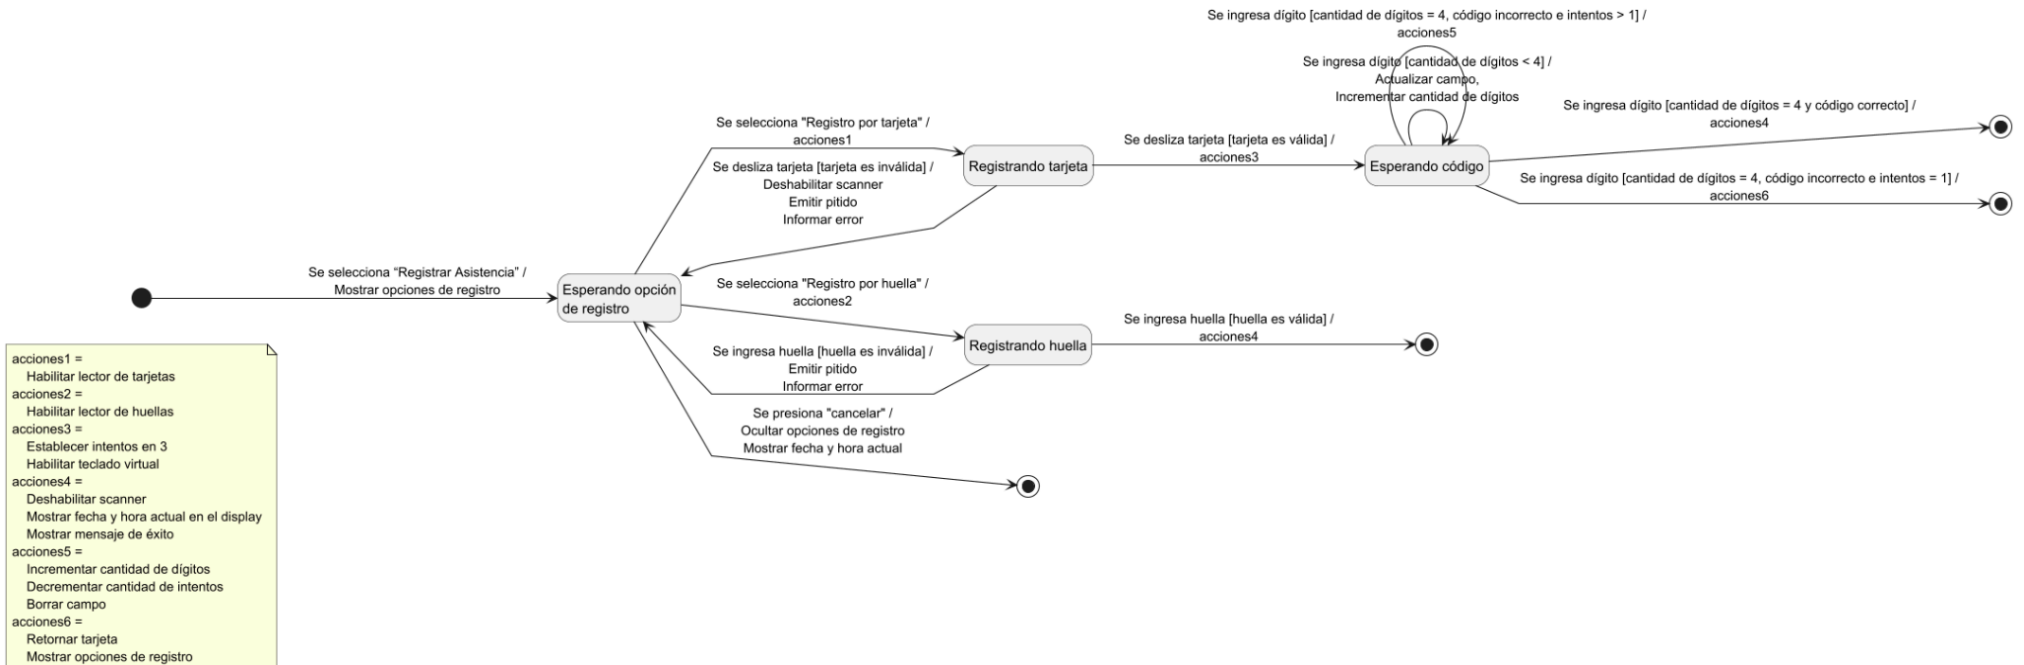 Se ingresa dígito [cantidad de dígitos = 4, código incorrecto e intentos > 1] /
acciones5
Se ingresa dígito [cantidad de dígitos < 4] /
Actualizar campo,
Incrementar cantidad de dígitos
Se ingresa dígito [cantidad de dígitos = 4 y código correcto] /
acciones4
Se selecciona "Registro por tarjeta" /
acciones1
Se desliza tarjeta [tarjeta es válida] /
acciones3
Registrando tarjeta
Esperando código
Se desliza tarjeta [tarjeta es inválida] /
Deshabilitar scanner
Emitir pitido
Informar error
Se ingresa dígito [cantidad de dígitos = 4, código incorrecto e intentos = 1] /
acciones6
Se selecciona “Registrar Asistencia” /
Mostrar opciones de registro
Esperando opción
de registro
Se selecciona "Registro por huella" /
acciones2
Se ingresa huella [huella es válida] /
acciones4
Registrando huella
Se ingresa huella [huella es inválida] /
Emitir pitido
Informar error
Se presiona "cancelar" /
Ocultar opciones de registro
Mostrar fecha y hora actual
acciones1 =
Habilitar lector de tarjetas
acciones2 =
Habilitar lector de huellas
acciones3 =
Establecer intentos en 3
Habilitar teclado virtual
acciones4 =
Deshabilitar scanner
Mostrar fecha y hora actual en el display
Mostrar mensaje de éxito
acciones5 =
Incrementar cantidad de dígitos
Decrementar cantidad de intentos
Borrar campo
acciones6 =
Retornar tarjeta
Mostrar opciones de registro